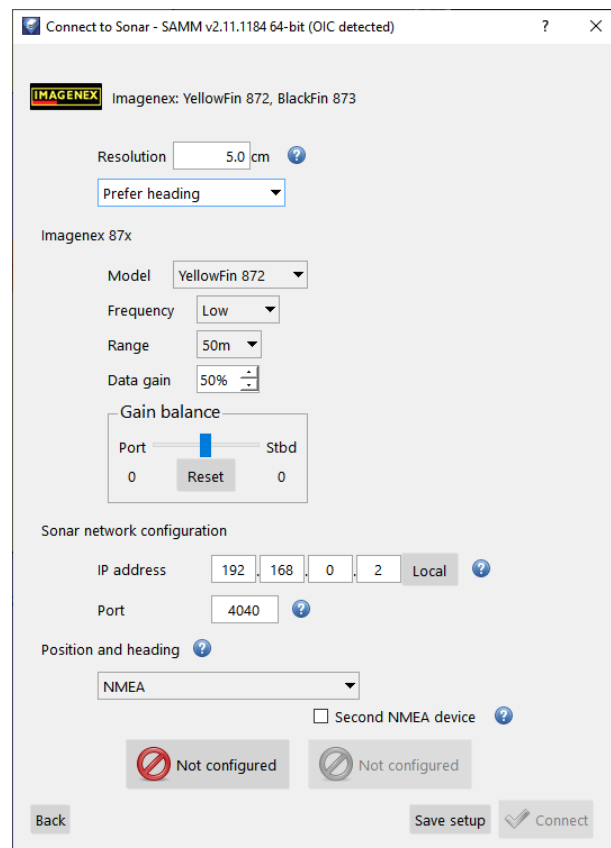 Connect to Sonar - SAMM v2.11.1184 64-bit (OIC detected) ? ×
IMAGENEX Imagenex: YellowFin 872, BlackFin 873
Resolution 5.0 cm ?
Prefer heading
Imagenex 87x
Model YellowFin 872
Frequency Low
Range 50m
Data gain 50%
Gain balance
Port Stbd
0 Reset 0
Sonar network configuration
IP address 192 . 168 . 0 . 2 Local ?
Port 4040 ?
Position and heading ?
NMEA
Second NMEA device ?
Not configured Not configured
Back Save setup Connect